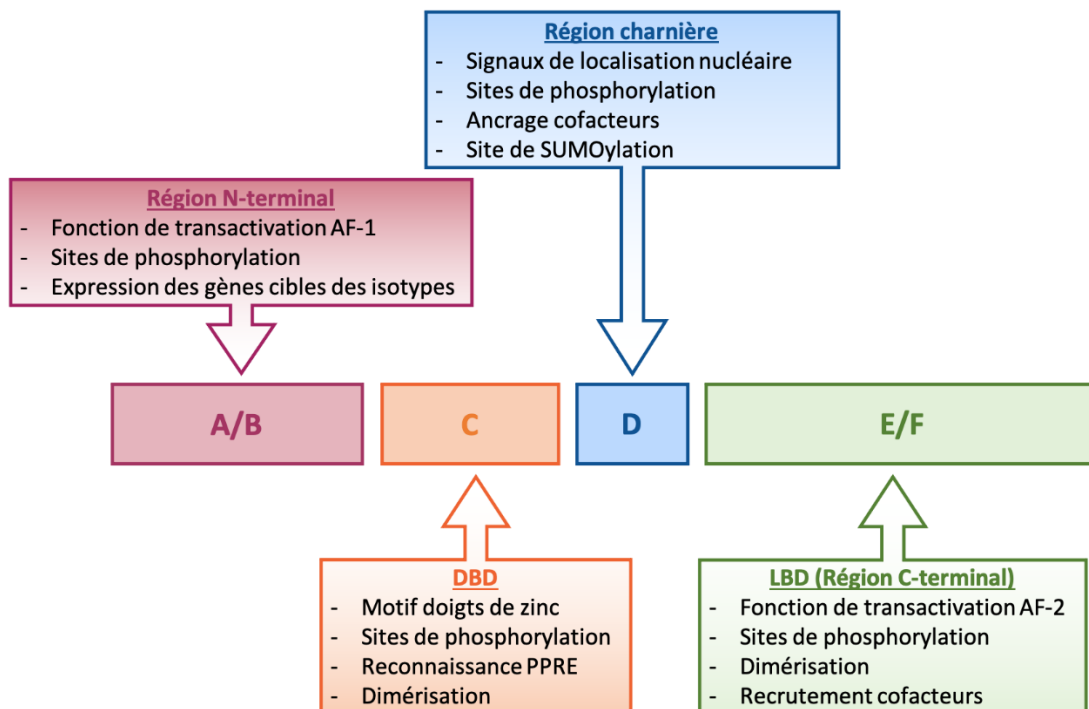 Région charnière
- Signaux de localisation nucléaire
- Sites de phosphorylation
- Ancrage cofacteurs
- Site de SUMOylation
Région N-terminal
- Fonction de transactivation AF-1
- Sites de phosphorylation
- Expression des gènes cibles des isotypes
A/B
C
D
E/F
DBD
- Motif doigts de zinc
- Sites de phosphorylation
- Reconnaissance PPRE
- Dimérisation
LBD (Région C-terminal)
- Fonction de transactivation AF-2
- Sites de phosphorylation
- Dimérisation
- Recrutement cofacteurs